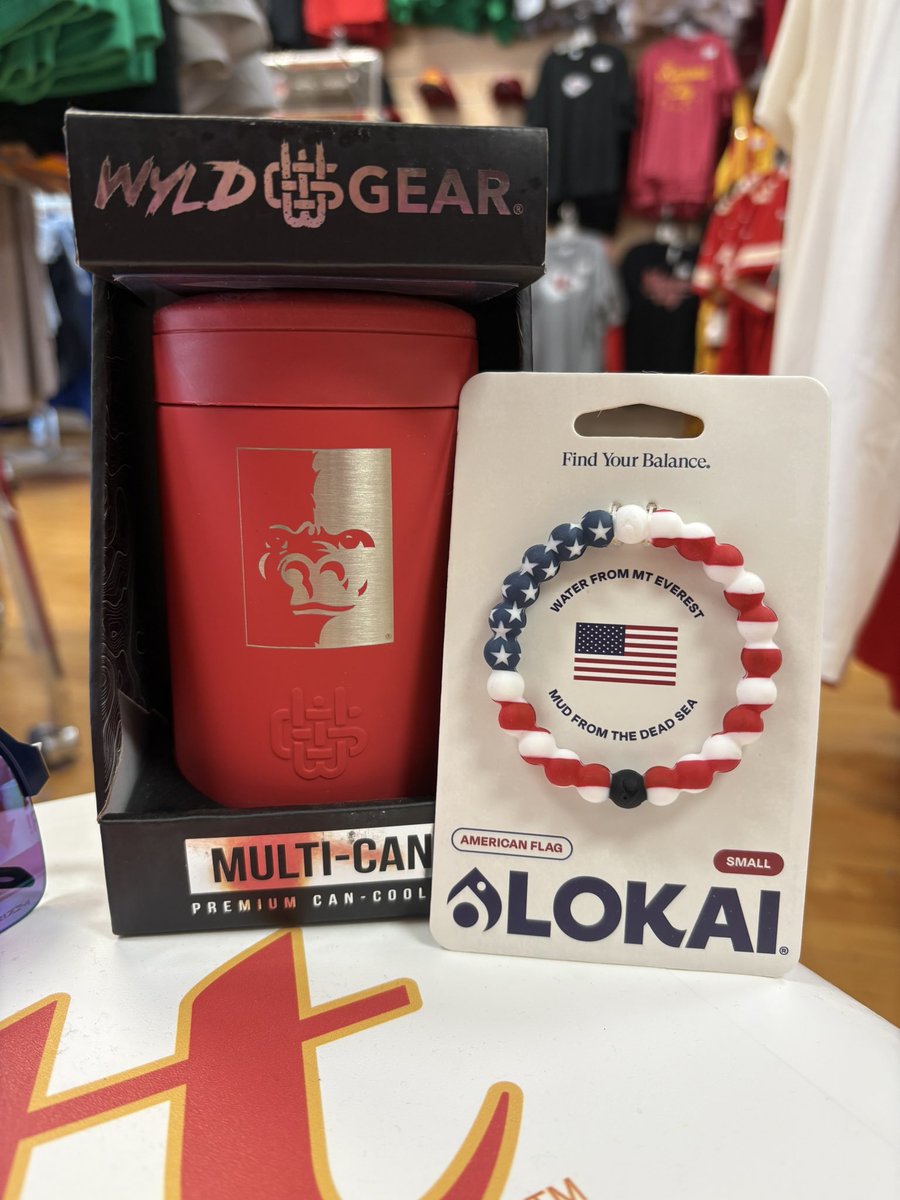 WYLD GEAR®
MULTI-CAN
PREMIUM CAN-COOL
Find Your Balance®
WATER FROM MT EVEREST
MUD FROM THE DEAD SEA
AMERICAN FLAG
SMALL
LOKAI®
TM